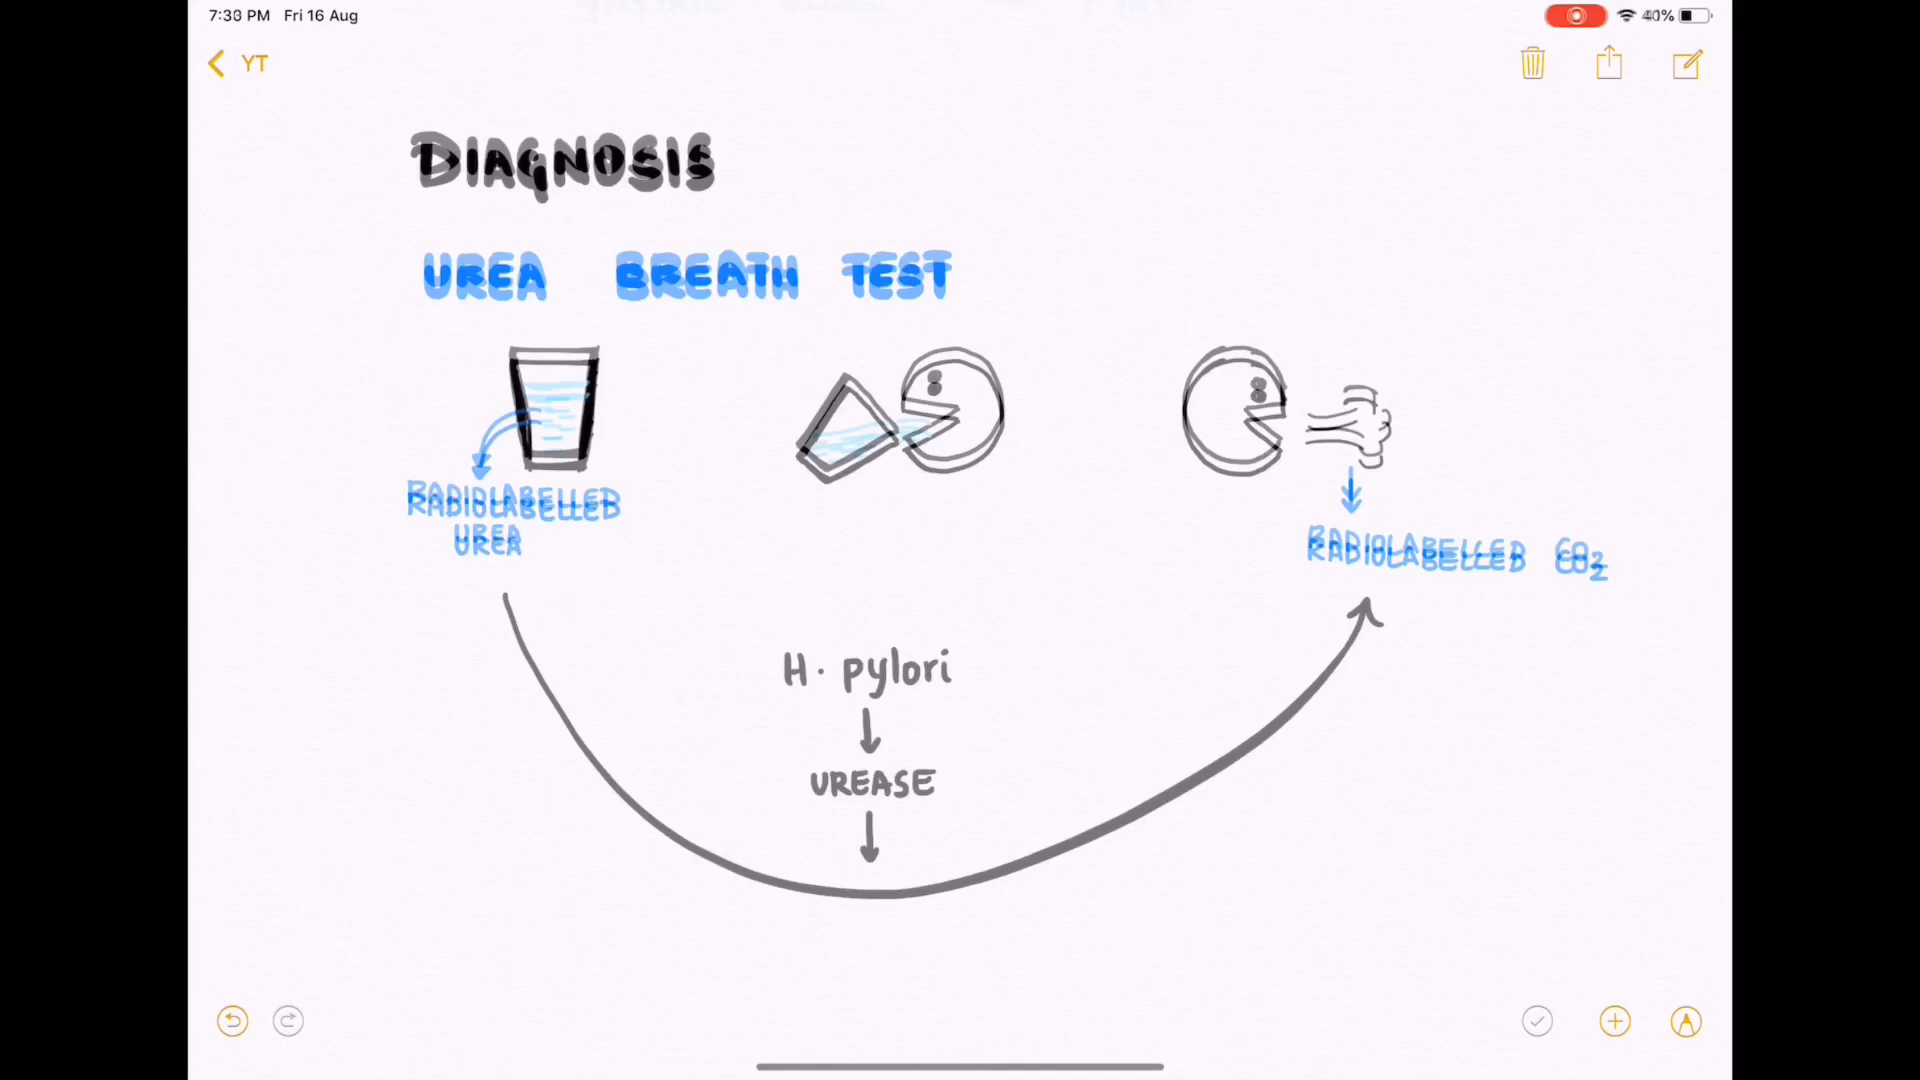 7:38 PM Fri 16 Aug
40%
YT
DIAGNOSIS
UREA BREATH TEST
RADIOLABELLED
UREA
RADIOLABELLED CO2
H. pylori
UREASE